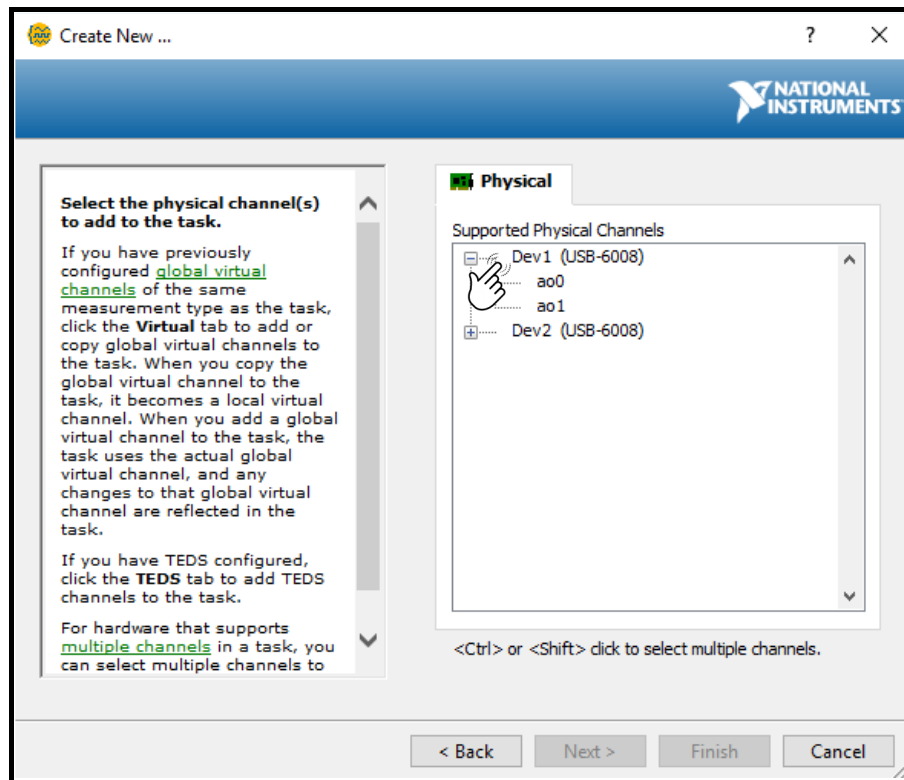 Create New ...
?
NATIONAL
INSTRUMENTS
Select the physical channel(s)
to add to the task.
If you have previously
configured global virtual
channels of the same
measurement type as the task,
click the Virtual tab to add or
copy global virtual channels to
the task. When you copy the
global virtual channel to the
task, it becomes a local virtual
channel. When you add a global
virtual channel to the task, the
task uses the actual global
virtual channel, and any
changes to that global virtual
channel are reflected in the
task.
If you have TEDS configured,
click the TEDS tab to add TEDS
channels to the task.
For hardware that supports
multiple channels in a task, you
can select multiple channels to
Physical
Supported Physical Channels
Dev1 (USB-6008)
ao0
ao1
Dev2 (USB-6008)
<Ctrl> or <Shift> click to select multiple channels.
< Back
Next >
Finish
Cancel